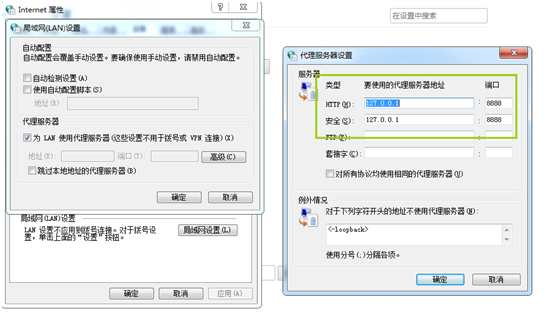 Internet 属性
在设置中搜索
局域网(LAN)设置
自动配置
自动配置会覆盖手动设置。要确保使用手动设置，请禁用自动配置。
自动检测设置(A)
使用自动配置脚本(S)
地址(R)
代理服务器
为 LAN 使用代理服务器(这些设置不用于拨号或 VPN 连接)(X)
地址(E): 端口(T): 高级(C)
跳过本地地址的代理服务器(B)
确定 取消
局域网(LAN)设置
LAN 设置不应用到拨号连接。对于拨号设置，单击上面的“设置”按钮。
局域网设置(L)
确定 取消 应用(A)
代理服务器设置
服务器
类型 要使用的代理服务器地址 端口
HTTP(H): 127.0.0.1 : 8888
安全(S): 127.0.0.1 : 8888
FTP(F): :
套接字(C): :
对所有协议均使用相同的代理服务器(U)
例外情况
对于下列字符开头的地址不使用代理服务器(N):
<-loopback>
使用分号(;)分隔各项。
确定 取消